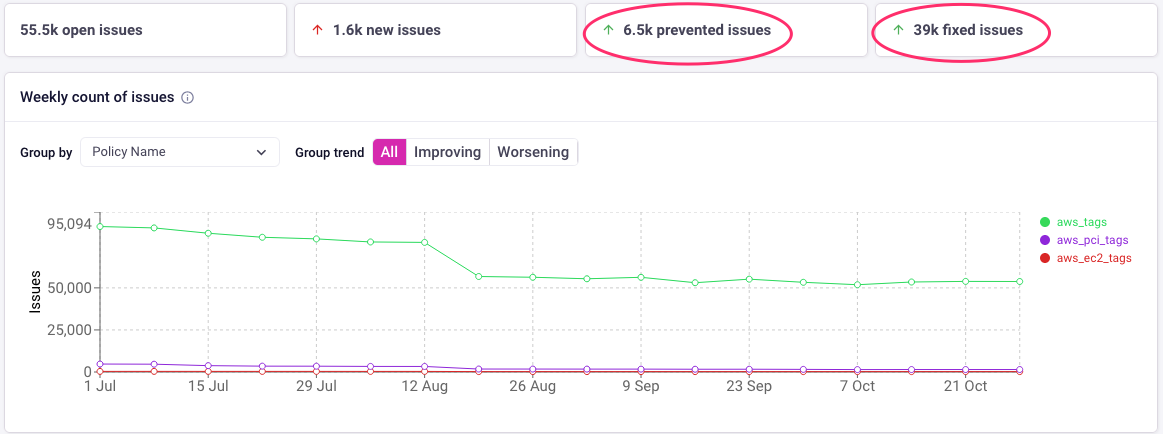 55.5k open issues
1.6k new issues
6.5k prevented issues
39k fixed issues
Weekly count of issues
Group by
Policy Name
Group trend
All
Improving
Worsening
95,094
50,000
25,000
0
Issues
1 Jul
15 Jul
29 Jul
12 Aug
26 Aug
9 Sep
23 Sep
7 Oct
21 Oct
aws_tags
aws_pci_tags
aws_ec2_tags